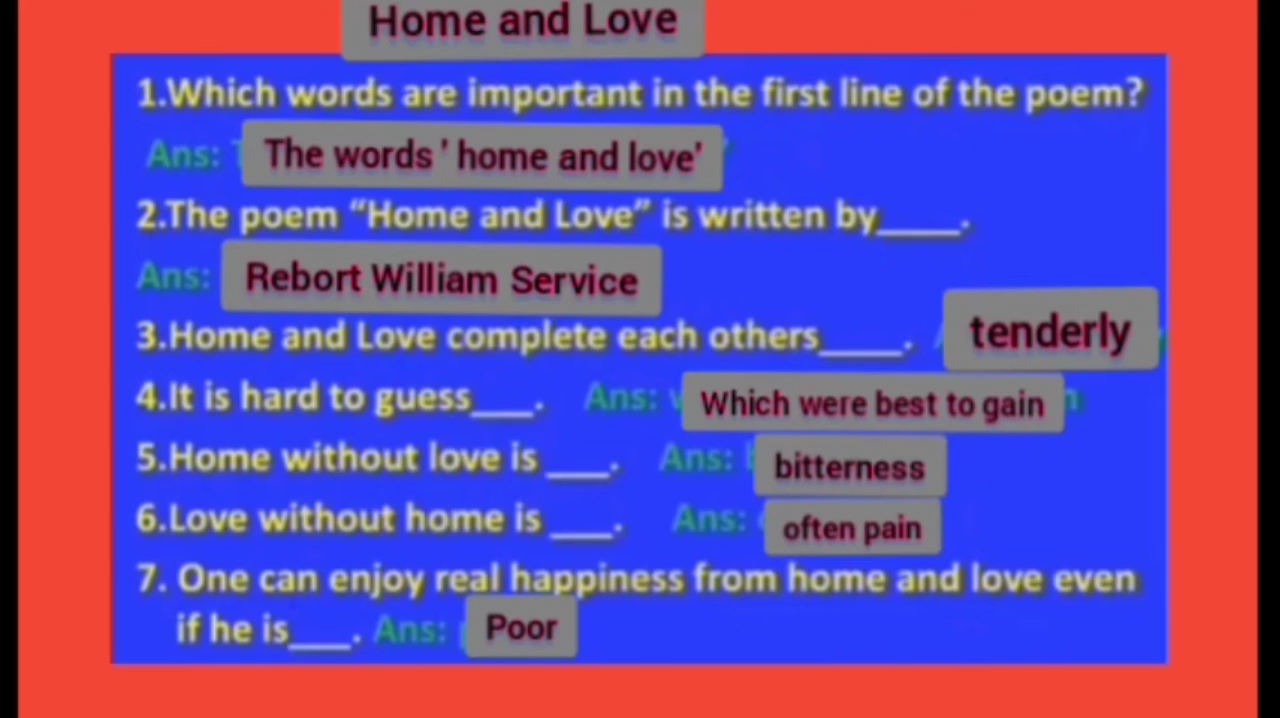 Home and Love
1.Which words are important in the first line of the poem?
Ans: The words ' home and love'
2.The poem “Home and Love” is written by____.
Ans: Rebort William Service
3.Home and Love complete each others____. tenderly
4.It is hard to guess___. Ans: Which were best to gain
5.Home without love is ___. Ans: bitterness
6.Love without home is ___. Ans: often pain
7. One can enjoy real happiness from home and love even
if he is___. Ans: Poor